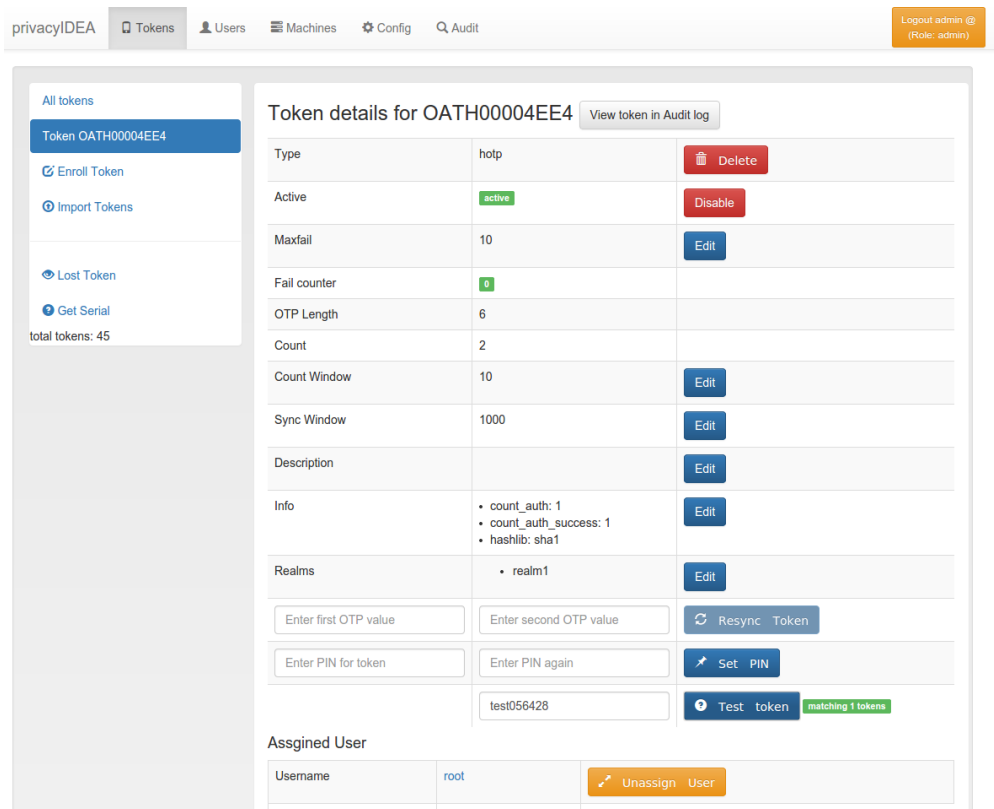 privacyIDEA Tokens Users Machines Config Audit Logout admin @
(Role: admin)
All tokens
Token OATH00004EE4
Enroll Token
Import Tokens
Lost Token
Get Serial
total tokens: 45
Token details for OATH00004EE4 View token in Audit log
Type hotp Delete
Active active Disable
Maxfail 10 Edit
Fail counter 0
OTP Length 6
Count 2
Count Window 10 Edit
Sync Window 1000 Edit
Description Edit
Info • count_auth: 1 Edit
• count_auth_success: 1
• hashlib: sha1
Realms • realm1 Edit
Enter first OTP value Enter second OTP value Resync Token
Enter PIN for token Enter PIN again Set PIN
test056428 Test token matching 1 tokens
Assgined User
Username root Unassign User